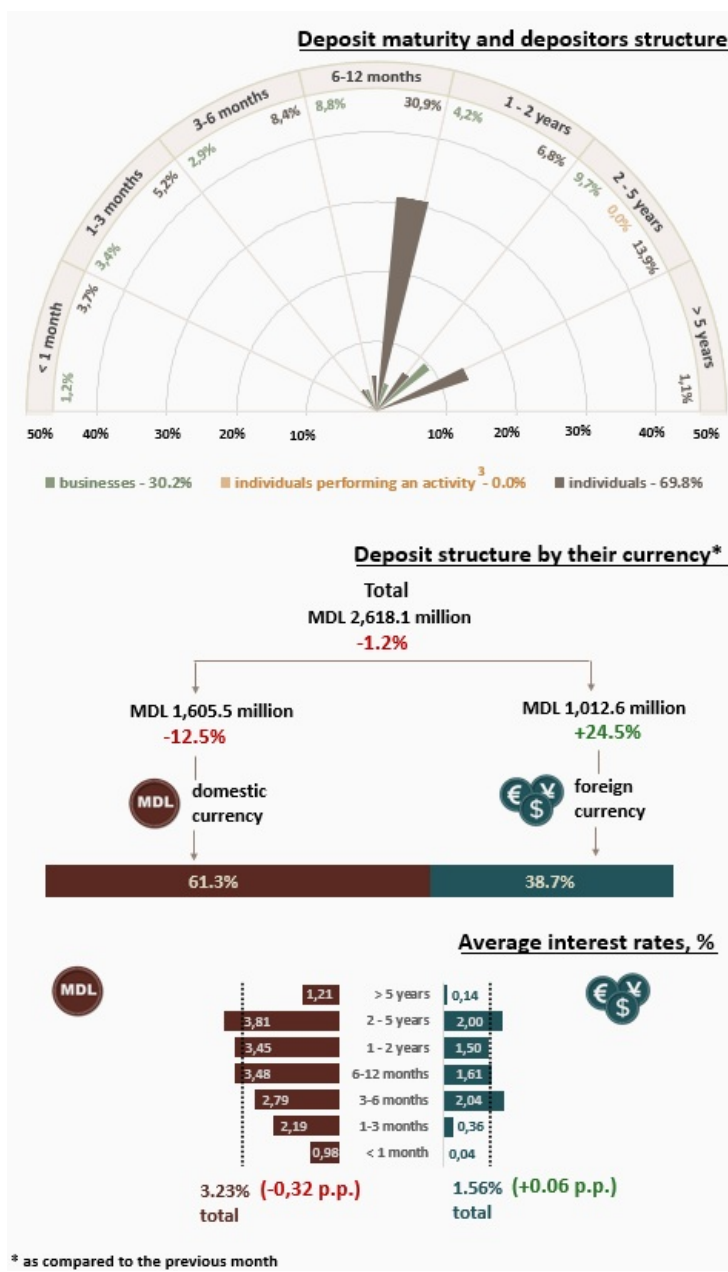 Deposit maturity and depositors structure
< 1 month
1-3 months
3-6 months
6-12 months
1 - 2 years
2 - 5 years
> 5 years
1,2%
3,7%
3,4%
5,2%
2,9%
8,4%
8,8%
30,9%
4,2%
6,8%
9,7%
0,0%
13,9%
1,1%
50% 40% 30% 20% 10% 10% 20% 30% 40% 50%
businesses - 30.2% individuals performing an activity 3 - 0.0% individuals - 69.8%
Deposit structure by their currency*
Total
MDL 2,618.1 million
-1.2%
MDL 1,605.5 million
-12.5%
MDL
domestic
currency
MDL 1,012.6 million
+24.5%
€ ¥ $
foreign
currency
61.3% 38.7%
Average interest rates, %
MDL
€ ¥ $
1,21 > 5 years 0,14
3,81 2 - 5 years 2,00
3,45 1 - 2 years 1,50
3,48 6-12 months 1,61
2,79 3-6 months 2,04
2,19 1-3 months 0,36
0,98 < 1 month 0,04
3.23% (-0,32 p.p.)
total
1.56% (+0.06 p.p.)
total
* as compared to the previous month